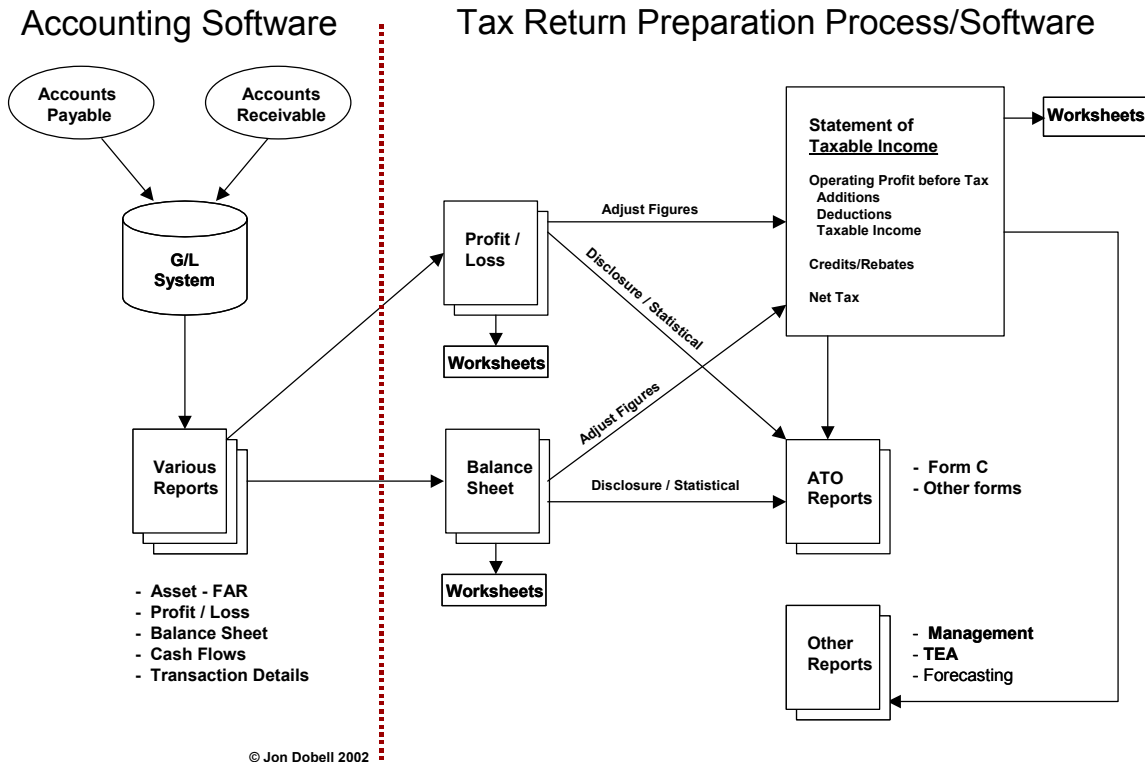 Accounting Software
Tax Return Preparation Process/Software
Accounts
Payable
Accounts
Receivable
G/L
System
Various
Reports
- Asset - FAR
- Profit / Loss
- Balance Sheet
- Cash Flows
- Transaction Details
© Jon Dobell 2002
Profit /
Loss
Worksheets
Balance
Sheet
Worksheets
Adjust Figures
Disclosure / Statistical
Adjust Figures
Disclosure / Statistical
Statement of
Taxable Income
Operating Profit before Tax
Additions
Deductions
Taxable Income
Credits/Rebates
Net Tax
Worksheets
ATO
Reports
- Form C
- Other forms
Other
Reports
- Management
- TEA
- Forecasting